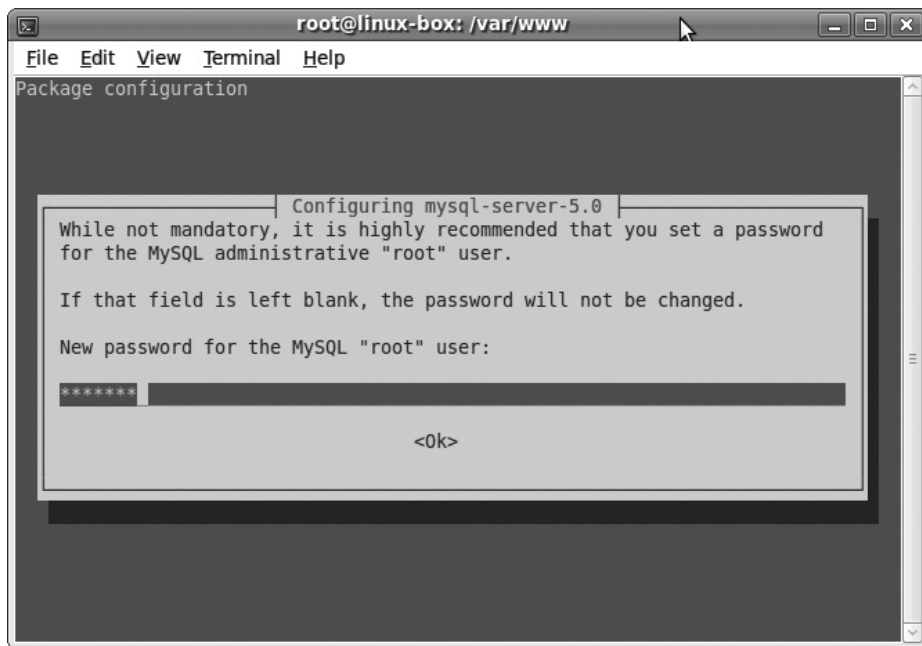 root@linux-box: /var/www
File Edit View Terminal Help
Package configuration
Configuring mysql-server-5.0
While not mandatory, it is highly recommended that you set a password
for the MySQL administrative "root" user.
If that field is left blank, the password will not be changed.
New password for the MySQL "root" user:
*******
<Ok>